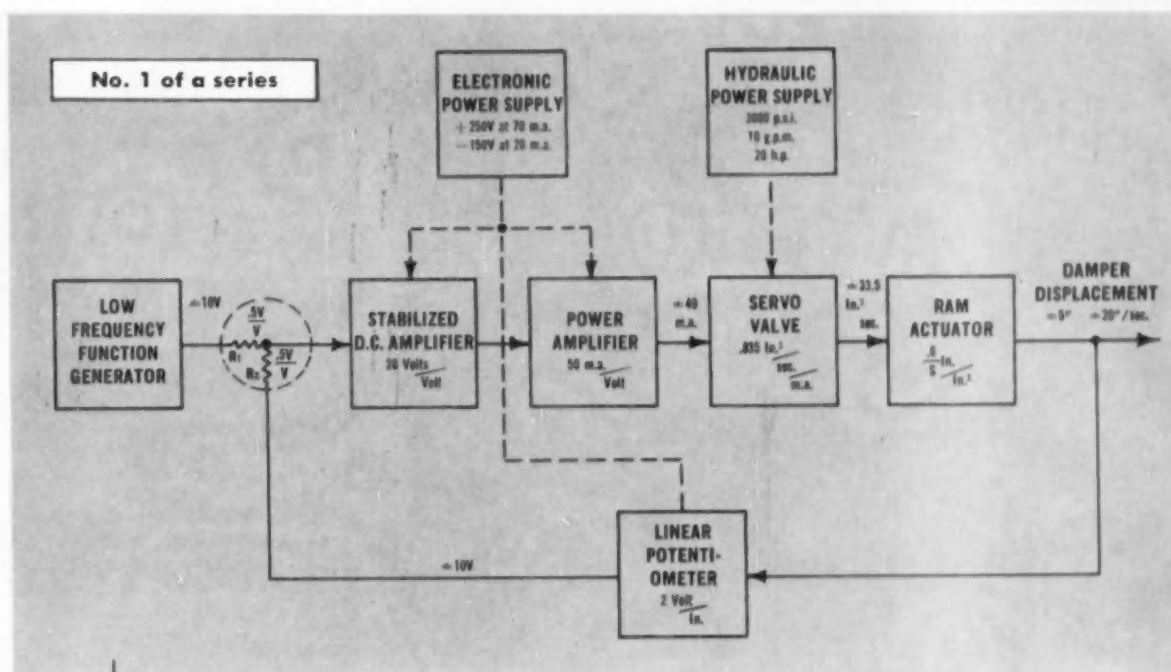 No. 1 of a series
ELECTRONIC
POWER SUPPLY
+250V at 70 m.a.
−150V at 20 m.a.
HYDRAULIC
POWER SUPPLY
3000 p.s.i.
10 g.p.m.
20 h.p.
LOW
FREQUENCY
FUNCTION
GENERATOR
±10V
.5V
V
R₁
R₂
.5V
V
STABILIZED
D.C. AMPLIFIER
20 Volts
Volt
POWER
AMPLIFIER
50 m.a.
Volt
±40
m.a.
SERVO
VALVE
.835 In.³
sec.
m.a.
±33.5
In.³
sec.
RAM
ACTUATOR
.6
S
In.
In.³
DAMPER
DISPLACEMENT
±5″ ±20″/sec.
LINEAR
POTENTI-
OMETER
2 Volt
In.
±10V